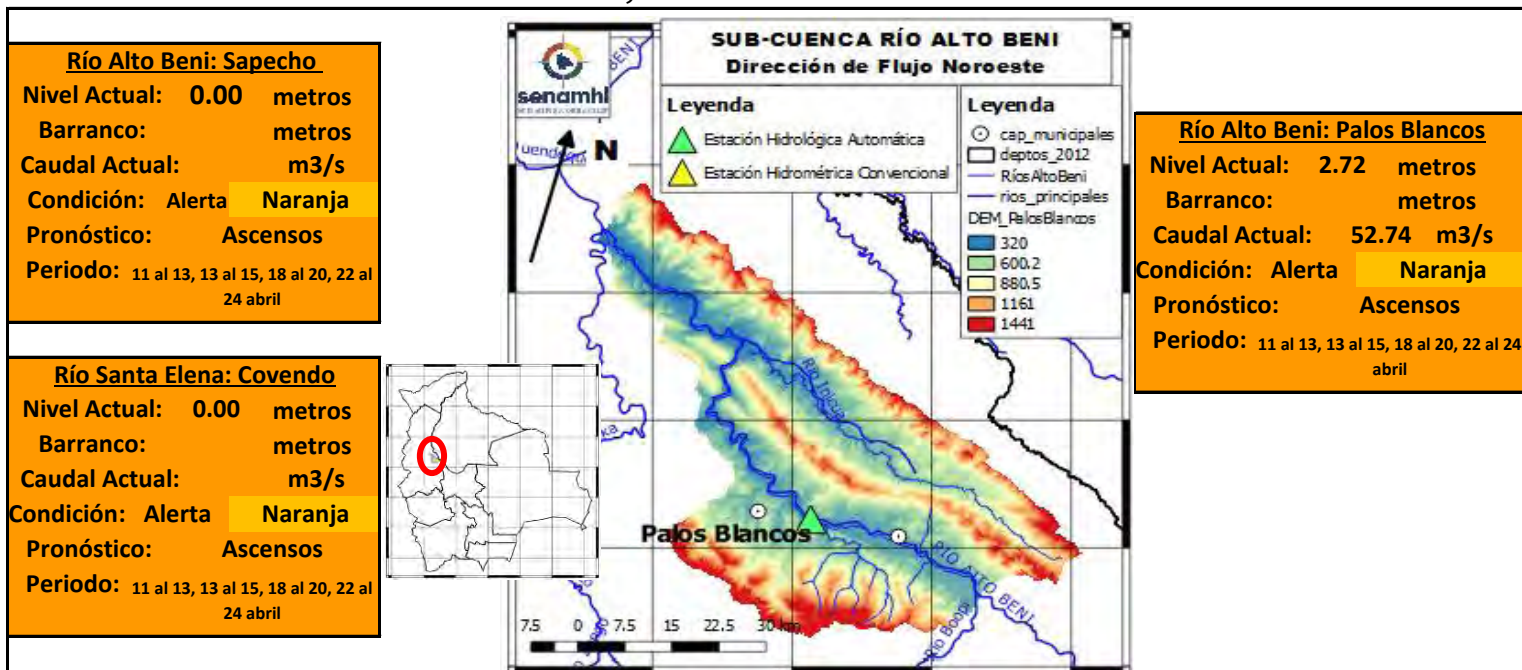 Río Alto Beni: Sapecho
Nivel Actual: 0.00 metros
Barranco: metros
Caudal Actual: m3/s
Condición: Alerta Naranja
Pronóstico: Ascensos
Periodo: 11 al 13, 13 al 15, 18 al 20, 22 al
24 abril
Río Santa Elena: Covendo
Nivel Actual: 0.00 metros
Barranco: metros
Caudal Actual: m3/s
Condición: Alerta Naranja
Pronóstico: Ascensos
Periodo: 11 al 13, 13 al 15, 18 al 20, 22 al
24 abril
senamhi
BENI
SUB-CUENCA RÍO ALTO BENI
Dirección de Flujo Noroeste
Leyenda
Estación Hidrológica Automática
Estación Hidrométrica Convencional
Leyenda
cap_municipales
deptos_2012
RíosAltoBeni
rios_principales
DEM_PalosBlancos
320
600.2
880.5
1161
1441
N
Río Inicua
Palos Blancos
RIO ALTO BENI
Río Boopi
7.5 0 7.5 15 22.5 30 km
Río Alto Beni: Palos Blancos
Nivel Actual: 2.72 metros
Barranco: metros
Caudal Actual: 52.74 m3/s
Condición: Alerta Naranja
Pronóstico: Ascensos
Periodo: 11 al 13, 13 al 15, 18 al 20, 22 al 24
abril